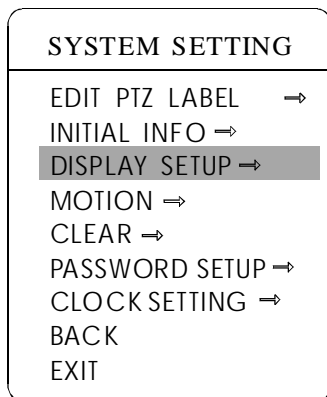 SYSTEM SETTING
EDIT PTZ LABEL →
INITIAL INFO →
DISPLAY SETUP →
MOTION →
CLEAR →
PASSWORD SETUP →
CLOCK SETTING →
BACK
EXIT